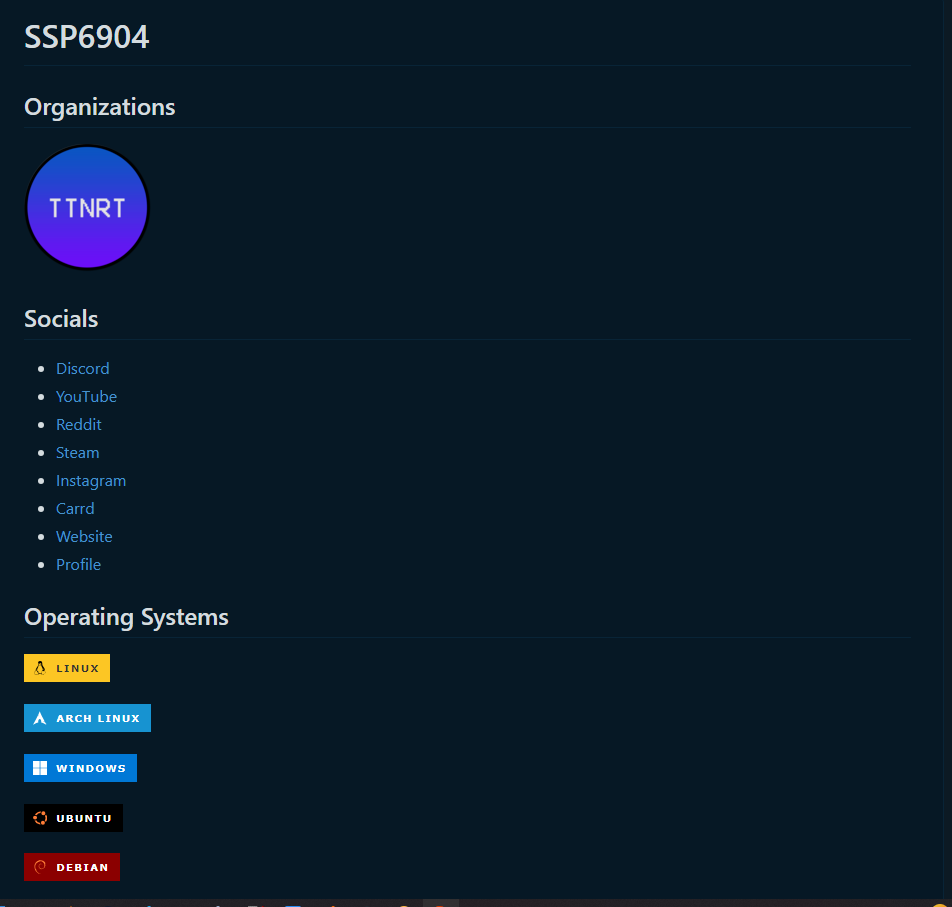 SSP6904
Organizations
TTNRT
Socials
Discord
YouTube
Reddit
Steam
Instagram
Carrd
Website
Profile
Operating Systems
LINUX
ARCH LINUX
WINDOWS
UBUNTU
DEBIAN